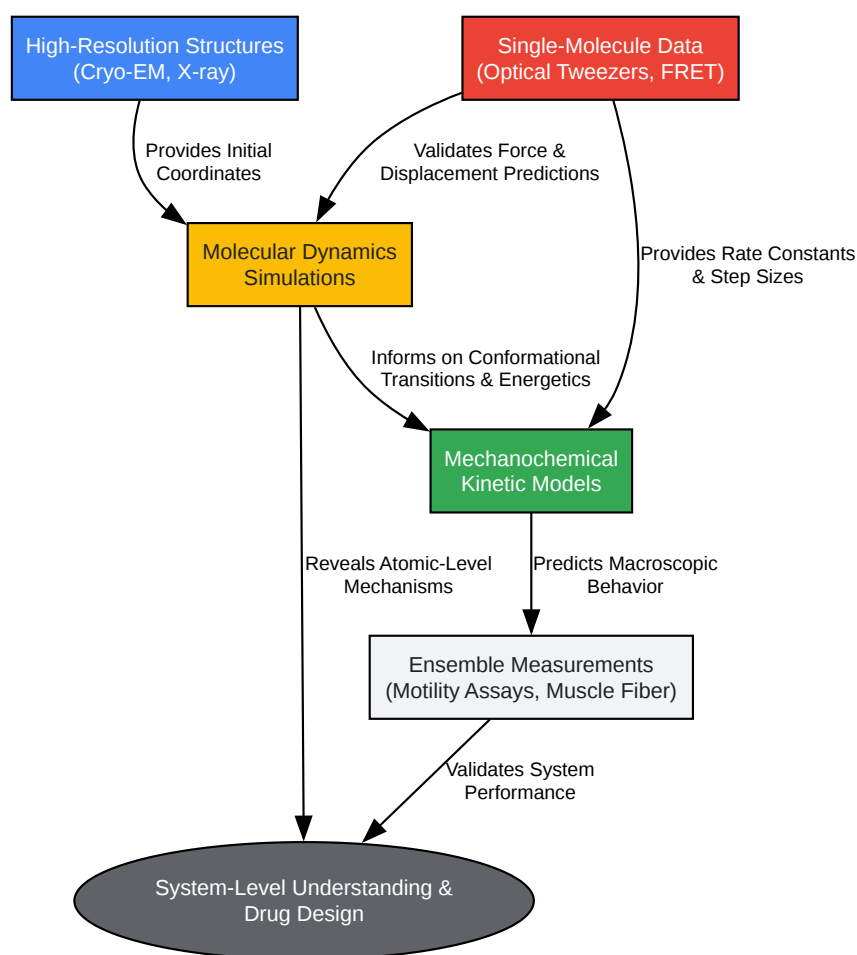 High-Resolution Structures
(Cryo-EM, X-ray)
Single-Molecule Data
(Optical Tweezers, FRET)
Provides Initial
Coordinates
Validates Force &
Displacement Predictions
Molecular Dynamics
Simulations
Provides Rate Constants
& Step Sizes
Informs on Conformational
Transitions & Energetics
Mechanochemical
Kinetic Models
Reveals Atomic-Level
Mechanisms
Predicts Macroscopic
Behavior
Ensemble Measurements
(Motility Assays, Muscle Fiber)
Validates System
Performance
System-Level Understanding &
Drug Design